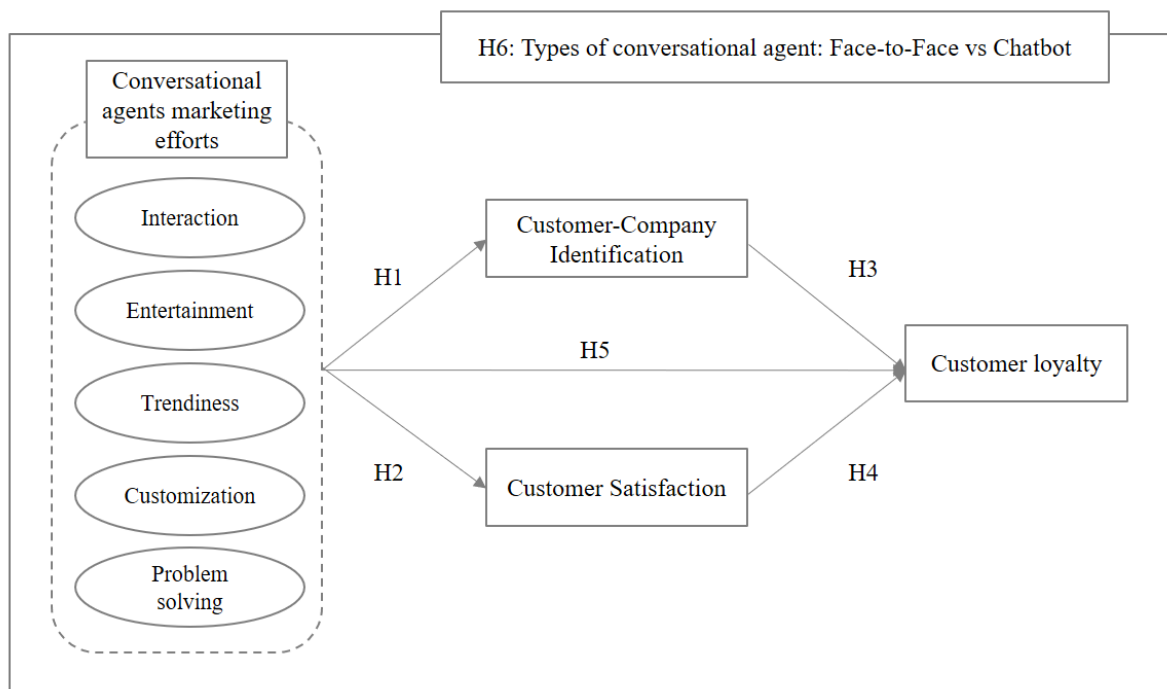 H6: Types of conversational agent: Face-to-Face vs Chatbot
Conversational
agents marketing
efforts
Interaction
Entertainment
Trendiness
Customization
Problem
solving
H1
H2
Customer-Company
Identification
H5
Customer Satisfaction
H3
H4
Customer loyalty